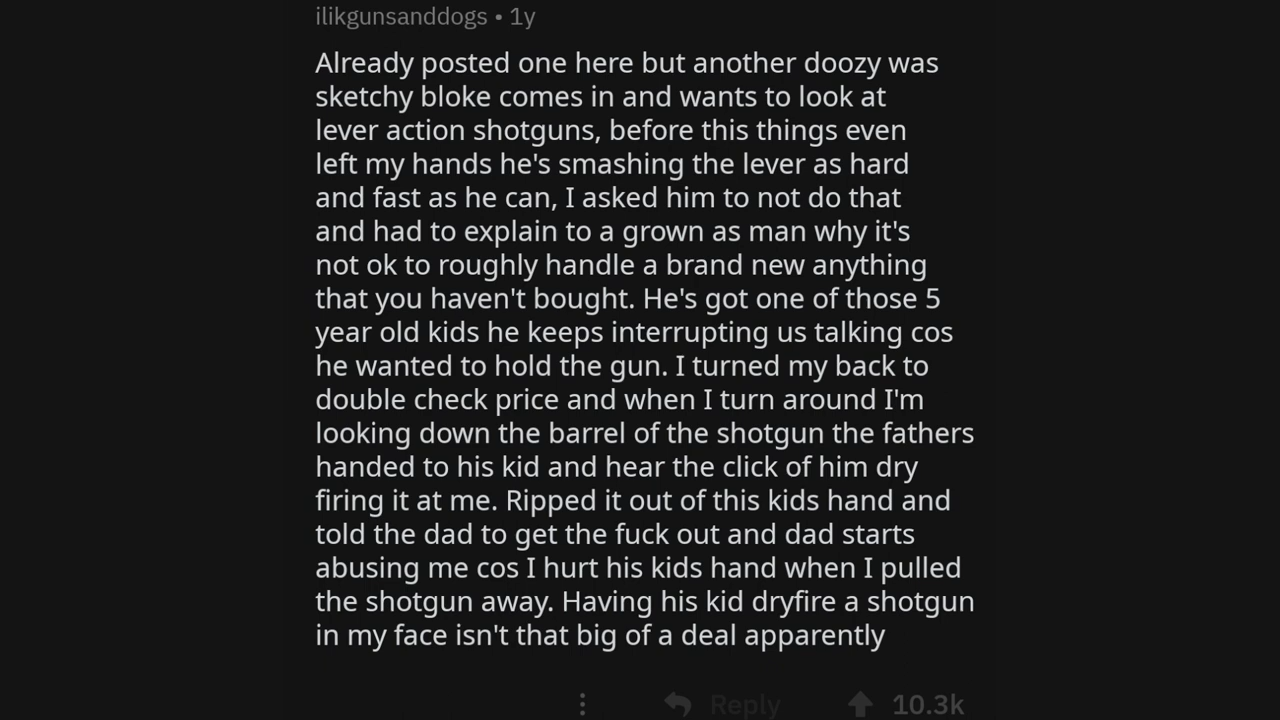 ilikgunsanddogs • 1y
Already posted one here but another doozy was
sketchy bloke comes in and wants to look at
lever action shotguns, before this things even
left my hands he's smashing the lever as hard
and fast as he can, I asked him to not do that
and had to explain to a grown as man why it's
not ok to roughly handle a brand new anything
that you haven't bought. He's got one of those 5
year old kids he keeps interrupting us talking cos
he wanted to hold the gun. I turned my back to
double check price and when I turn around I'm
looking down the barrel of the shotgun the fathers
handed to his kid and hear the click of him dry
firing it at me. Ripped it out of this kids hand and
told the dad to get the fuck out and dad starts
abusing me cos I hurt his kids hand when I pulled
the shotgun away. Having his kid dryfire a shotgun
in my face isn't that big of a deal apparently
Reply 10.3k